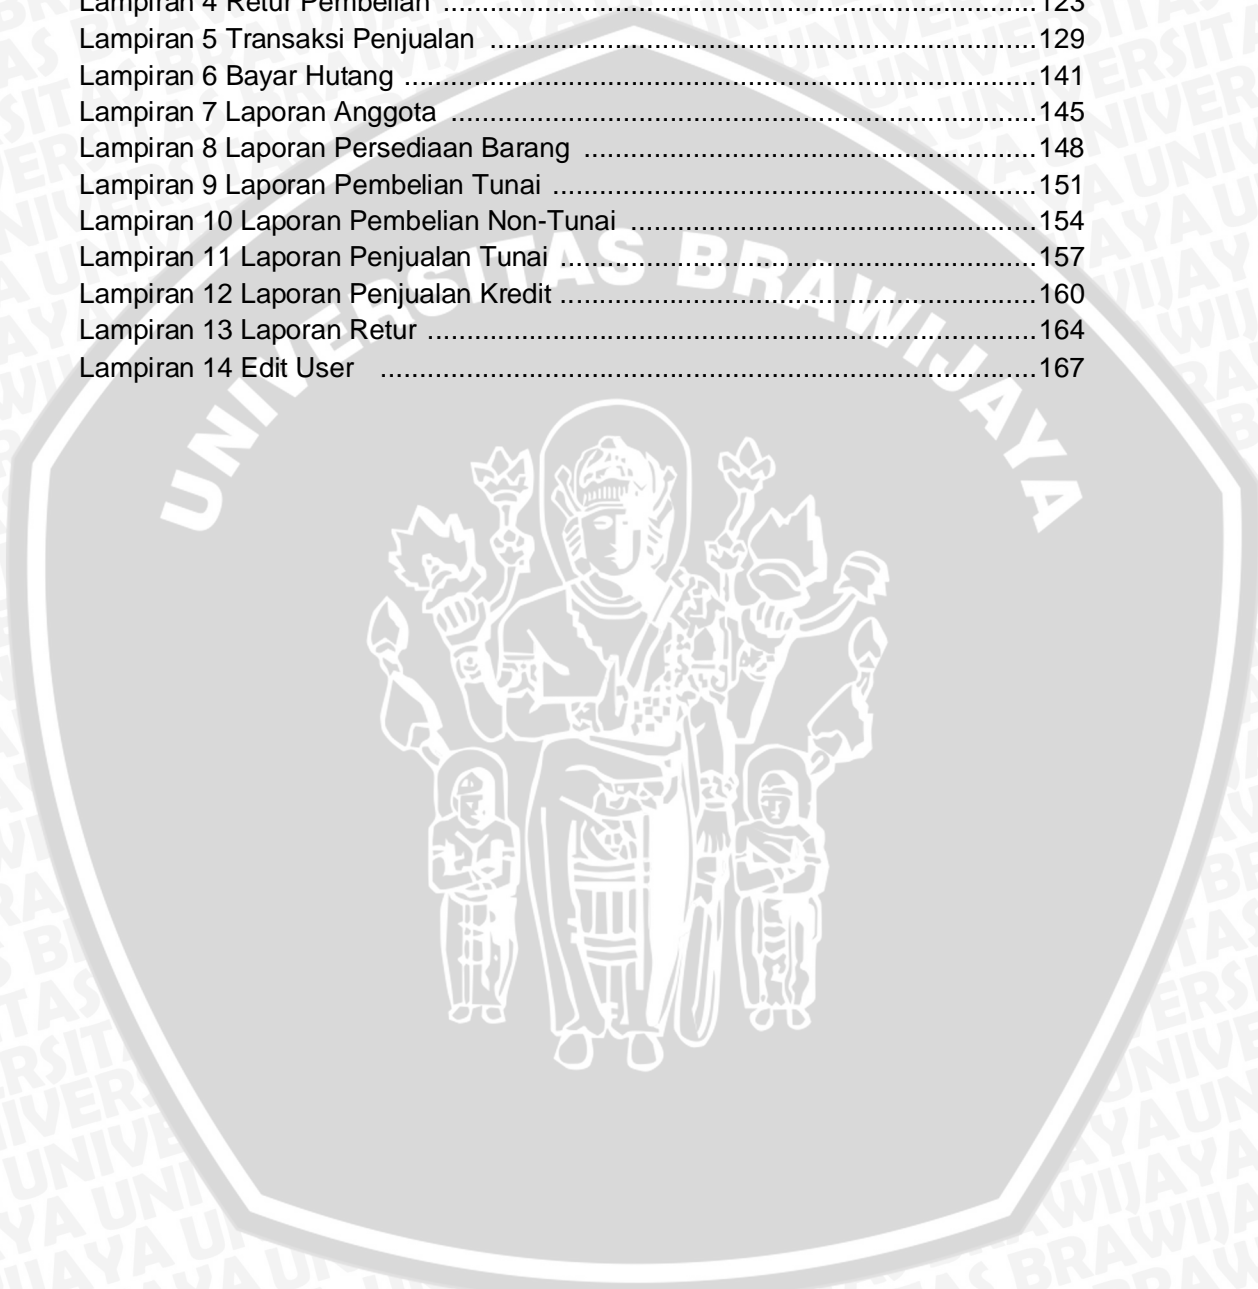 Lampiran 4 Retur Pembelian ............................................................................123
Lampiran 5 Transaksi Penjualan ......................................................................129
Lampiran 6 Bayar Hutang .................................................................................141
Lampiran 7 Laporan Anggota ...........................................................................145
Lampiran 8 Laporan Persediaan Barang ..........................................................148
Lampiran 9 Laporan Pembelian Tunai ..............................................................151
Lampiran 10 Laporan Pembelian Non-Tunai ....................................................154
Lampiran 11 Laporan Penjualan Tunai .............................................................157
Lampiran 12 Laporan Penjualan Kredit .............................................................160
Lampiran 13 Laporan Retur ..............................................................................164
Lampiran 14 Edit User ....................................................................................167
UNIVERSITAS BRAWIJAYA